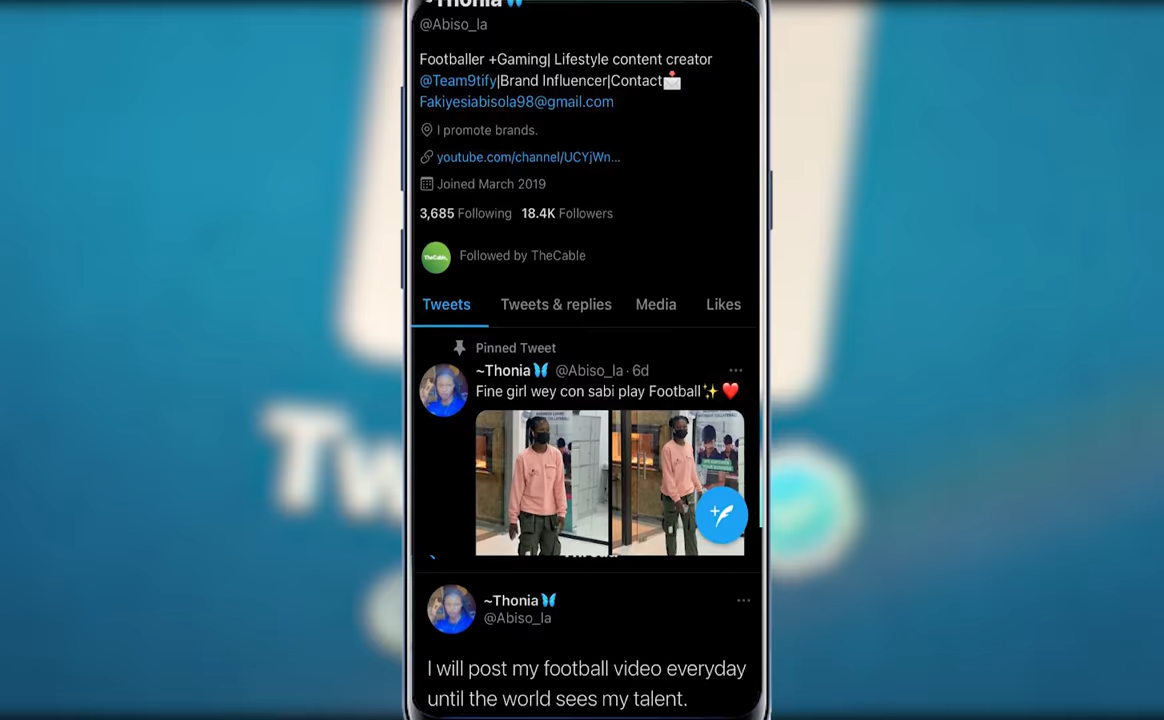 ~Thonia🦋
@Abiso_la
Footballer +Gaming| Lifestyle content creator
@Team9tify|Brand Influencer|Contact📩
Fakiyesiabisola98@gmail.com
I promote brands.
youtube.com/channel/UCYjWn...
Joined March 2019
3,685 Following 18.4K Followers
TheCable.
Followed by TheCable
Tweets Tweets & replies Media Likes
Pinned Tweet
~Thonia🦋 @Abiso_la · 6d
Fine girl wey con sabi play Football✨❤️
~Thonia🦋
@Abiso_la
I will post my football video everyday
until the world sees my talent.